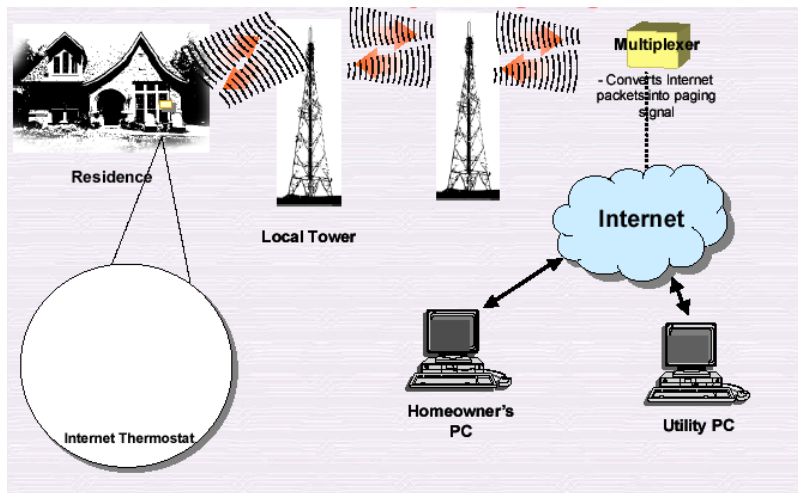 Multiplexer
- Converts Internet
packets into paging
signal
Residence
Local Tower
Internet
Internet Thermostat
Homeowner's
PC
Utility PC